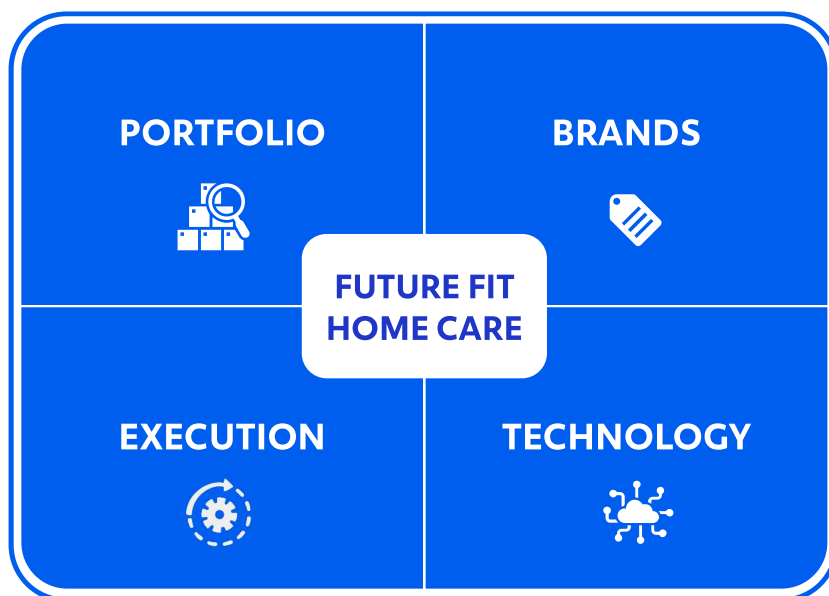 PORTFOLIO
BRANDS
FUTURE FIT
HOME CARE
EXECUTION
TECHNOLOGY